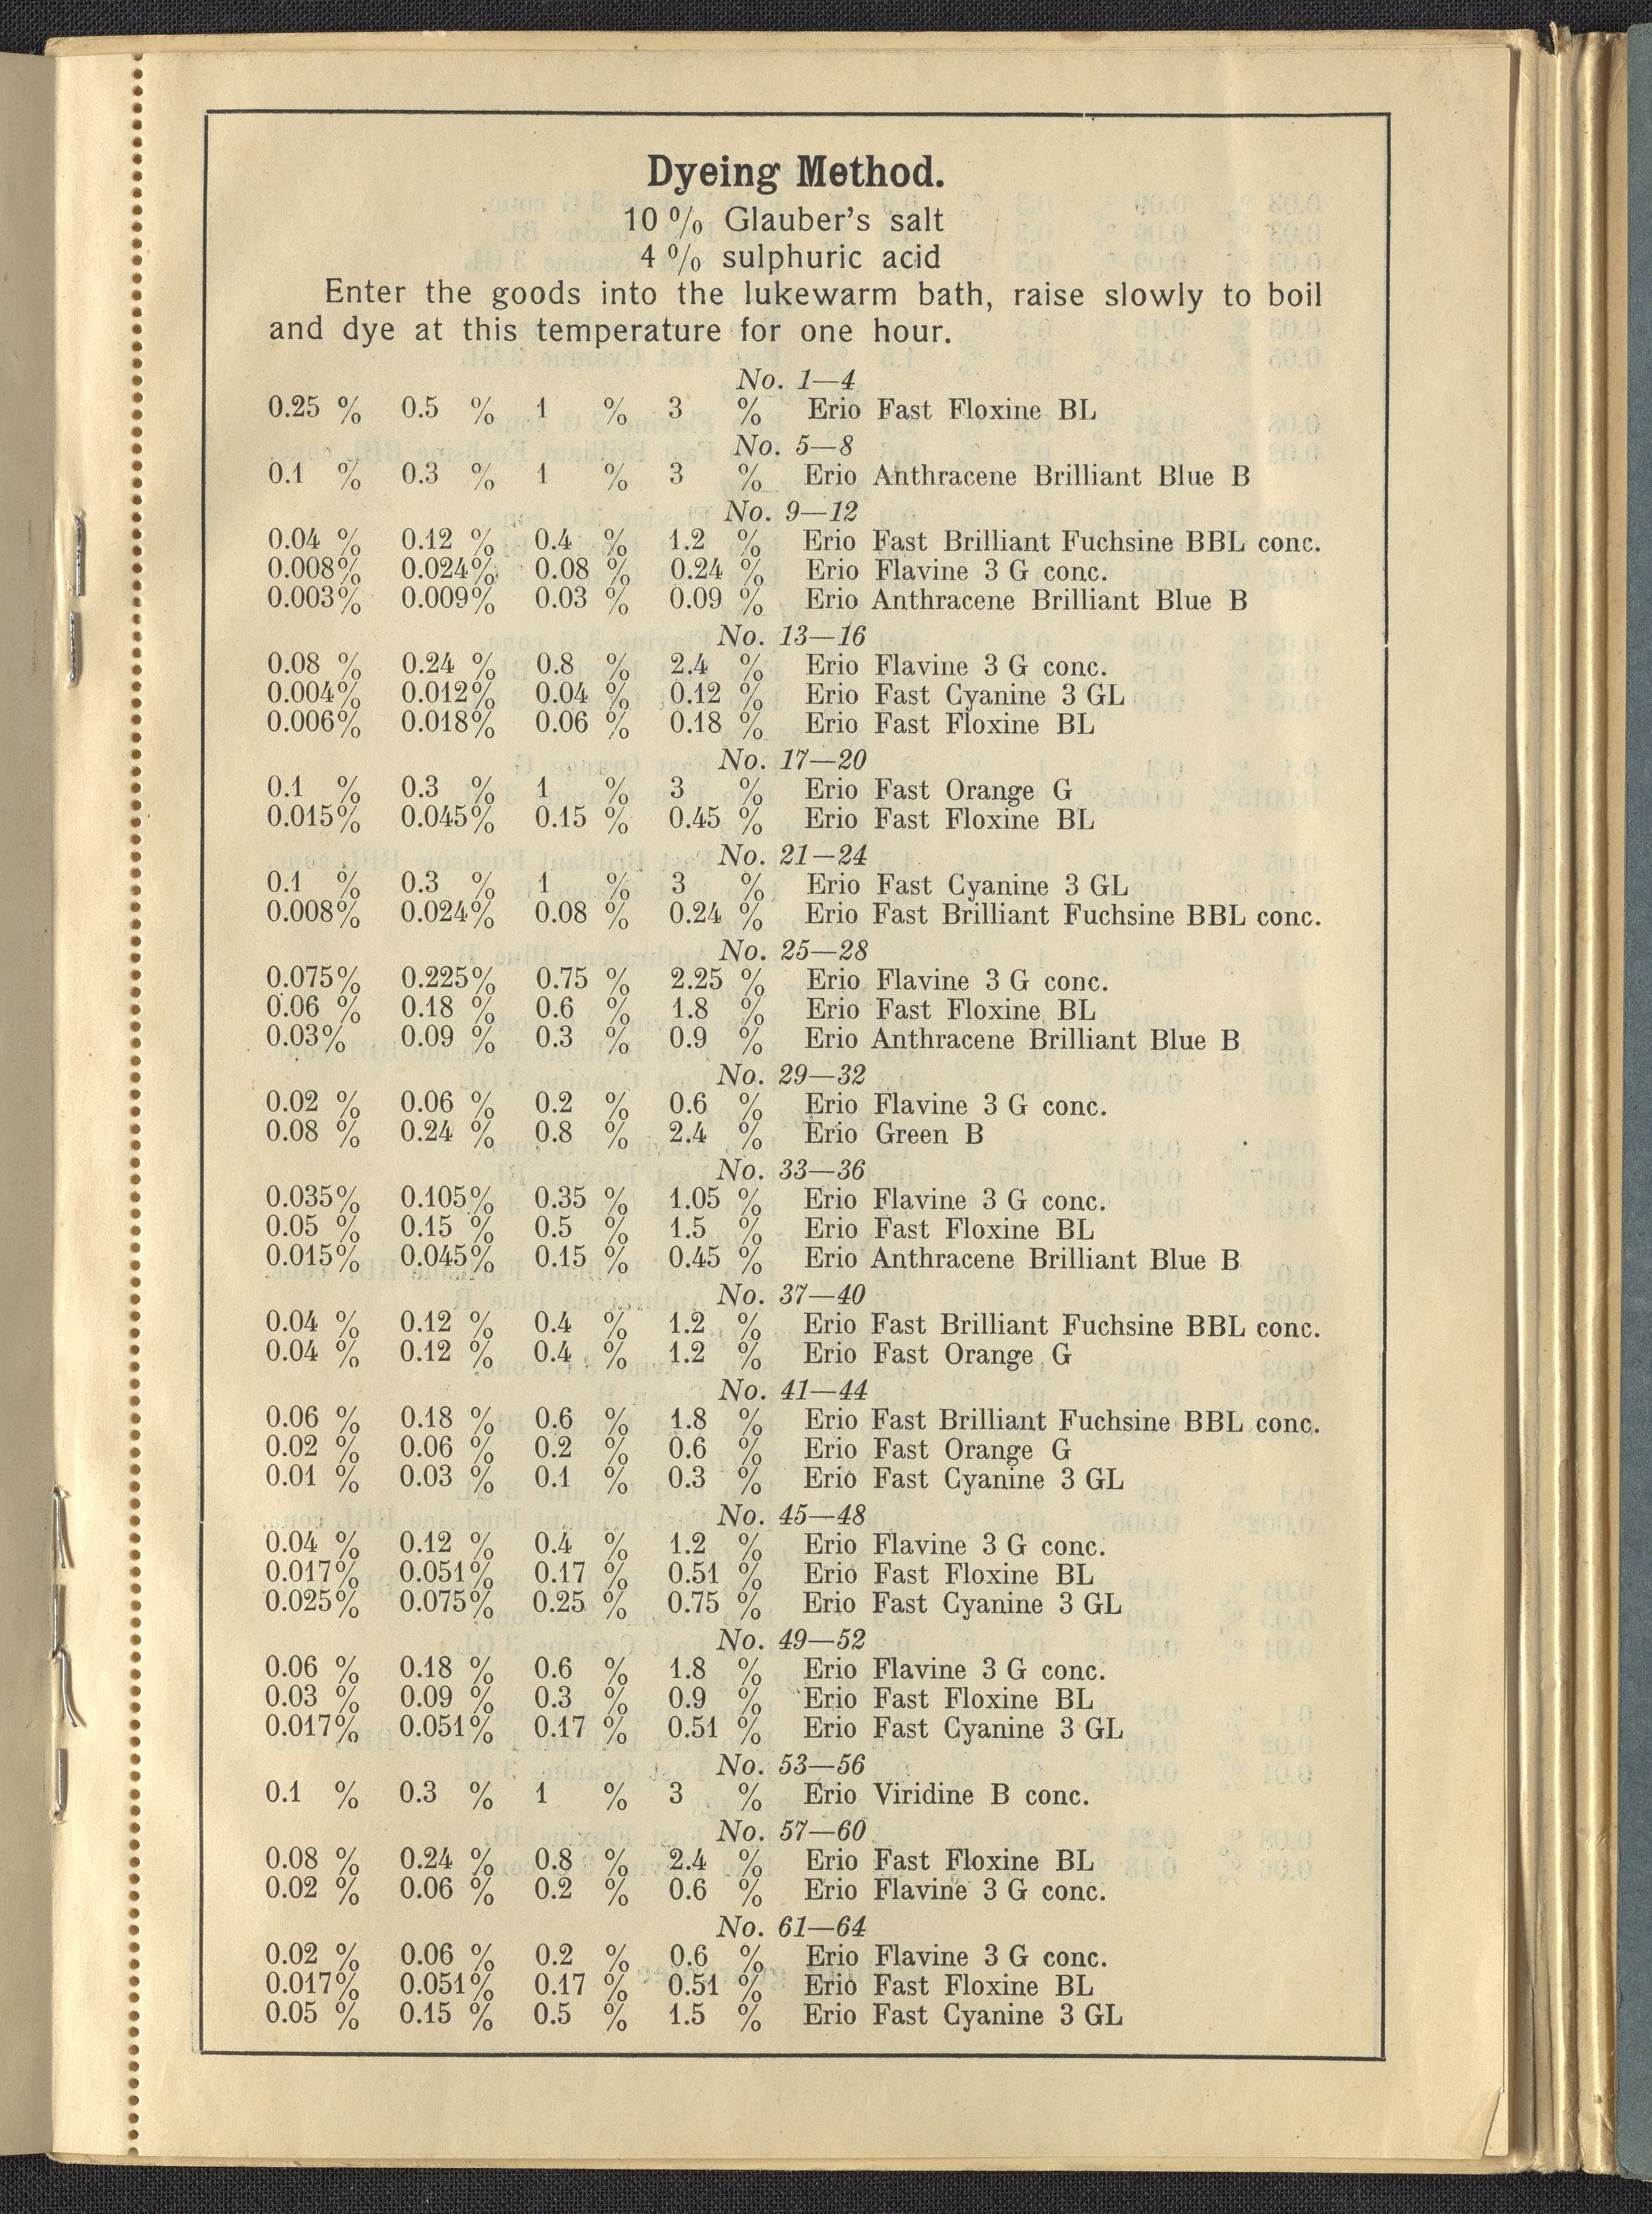 Dyeing Method.
10 % Glauber's salt
4 % sulphuric acid
Enter the goods into the lukewarm bath, raise slowly to boil
and dye at this temperature for one hour.
No. 1—4
0.25 % 0.5 % 1 % 3 % Erio Fast Floxine BL
No. 5—8
0.1 % 0.3 % 1 % 3 % Erio Anthracene Brilliant Blue B
No. 9—12
0.04 % 0.12 % 0.4 % 1.2 % Erio Fast Brilliant Fuchsine BBL conc.
0.008% 0.024% 0.08 % 0.24 % Erio Flavine 3 G conc.
0.003% 0.009% 0.03 % 0.09 % Erio Anthracene Brilliant Blue B
No. 13—16
0.08 % 0.24 % 0.8 % 2.4 % Erio Flavine 3 G conc.
0.004% 0.012% 0.04 % 0.12 % Erio Fast Cyanine 3 GL
0.006% 0.018% 0.06 % 0.18 % Erio Fast Floxine BL
No. 17—20
0.1 % 0.3 % 1 % 3 % Erio Fast Orange G
0.015% 0.045% 0.15 % 0.45 % Erio Fast Floxine BL
No. 21—24
0.1 % 0.3 % 1 % 3 % Erio Fast Cyanine 3 GL
0.008% 0.024% 0.08 % 0.24 % Erio Fast Brilliant Fuchsine BBL conc.
No. 25—28
0.075% 0.225% 0.75 % 2.25 % Erio Flavine 3 G conc.
0.06 % 0.18 % 0.6 % 1.8 % Erio Fast Floxine BL
0.03% 0.09 % 0.3 % 0.9 % Erio Anthracene Brilliant Blue B
No. 29—32
0.02 % 0.06 % 0.2 % 0.6 % Erio Flavine 3 G conc.
0.08 % 0.24 % 0.8 % 2.4 % Erio Green B
No. 33—36
0.035% 0.105% 0.35 % 1.05 % Erio Flavine 3 G conc.
0.05 % 0.15 % 0.5 % 1.5 % Erio Fast Floxine BL
0.015% 0.045% 0.15 % 0.45 % Erio Anthracene Brilliant Blue B
No. 37—40
0.04 % 0.12 % 0.4 % 1.2 % Erio Fast Brilliant Fuchsine BBL conc.
0.04 % 0.12 % 0.4 % 1.2 % Erio Fast Orange G
No. 41—44
0.06 % 0.18 % 0.6 % 1.8 % Erio Fast Brilliant Fuchsine BBL conc.
0.02 % 0.06 % 0.2 % 0.6 % Erio Fast Orange G
0.01 % 0.03 % 0.1 % 0.3 % Erio Fast Cyanine 3 GL
No. 45—48
0.04 % 0.12 % 0.4 % 1.2 % Erio Flavine 3 G conc.
0.017% 0.051% 0.17 % 0.51 % Erio Fast Floxine BL
0.025% 0.075% 0.25 % 0.75 % Erio Fast Cyanine 3 GL
No. 49—52
0.06 % 0.18 % 0.6 % 1.8 % Erio Flavine 3 G conc.
0.03 % 0.09 % 0.3 % 0.9 % Erio Fast Floxine BL
0.017% 0.051% 0.17 % 0.51 % Erio Fast Cyanine 3 GL
No. 53—56
0.1 % 0.3 % 1 % 3 % Erio Viridine B conc.
No. 57—60
0.08 % 0.24 % 0.8 % 2.4 % Erio Fast Floxine BL
0.02 % 0.06 % 0.2 % 0.6 % Erio Flavine 3 G conc.
No. 61—64
0.02 % 0.06 % 0.2 % 0.6 % Erio Flavine 3 G conc.
0.017% 0.051% 0.17 % 0.51 % Erio Fast Floxine BL
0.05 % 0.15 % 0.5 % 1.5 % Erio Fast Cyanine 3 GL